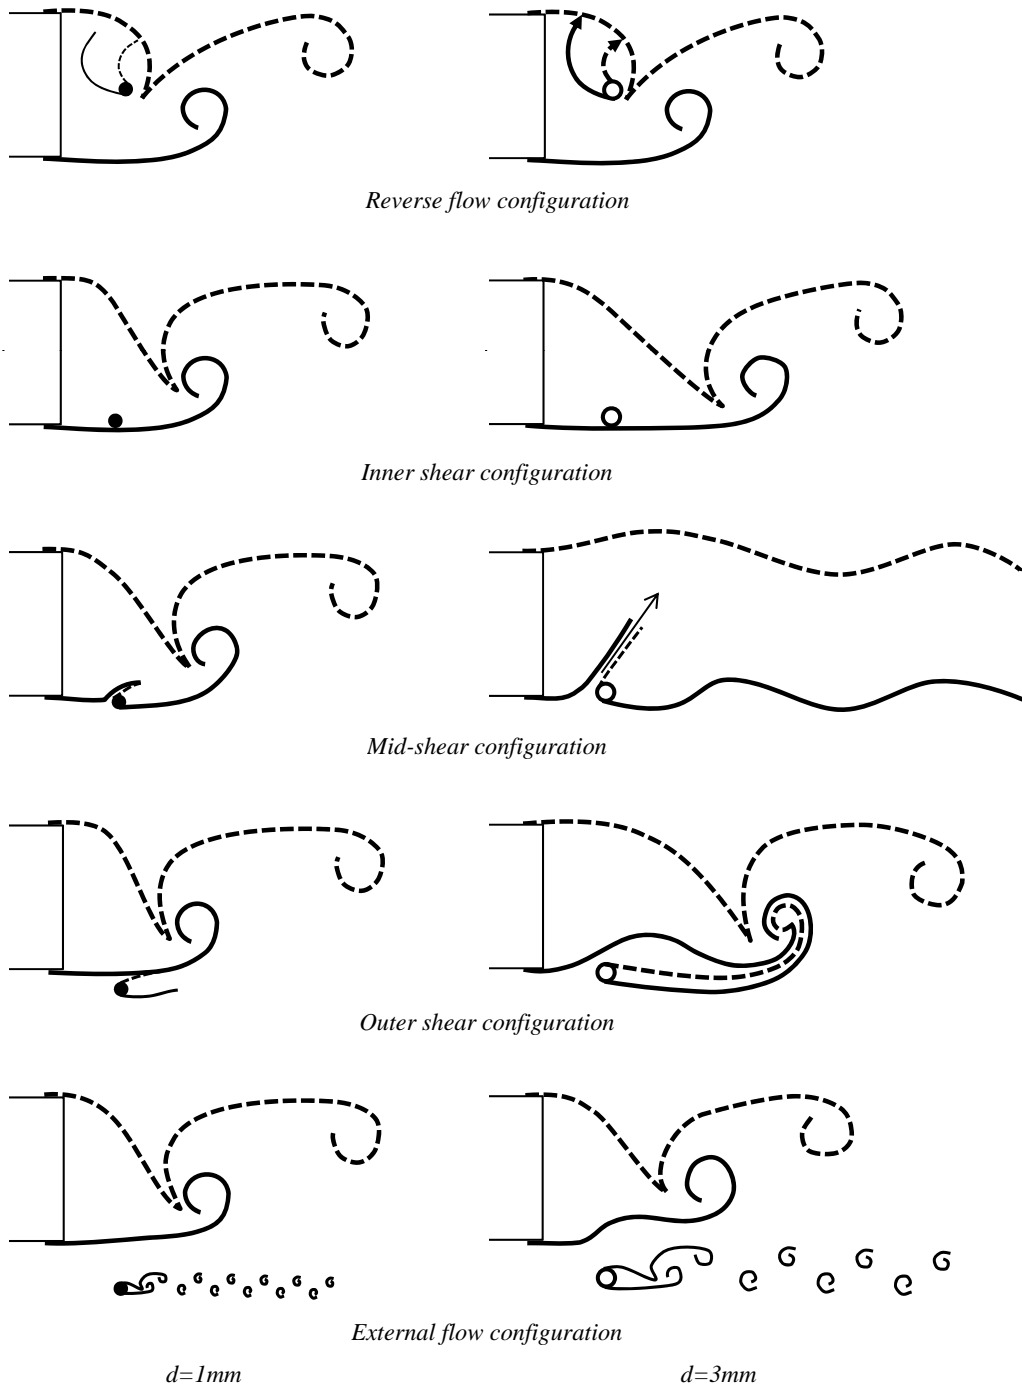 Reverse flow configuration
Inner shear configuration
Mid-shear configuration
Outer shear configuration
External flow configuration
d=1mm
d=3mm